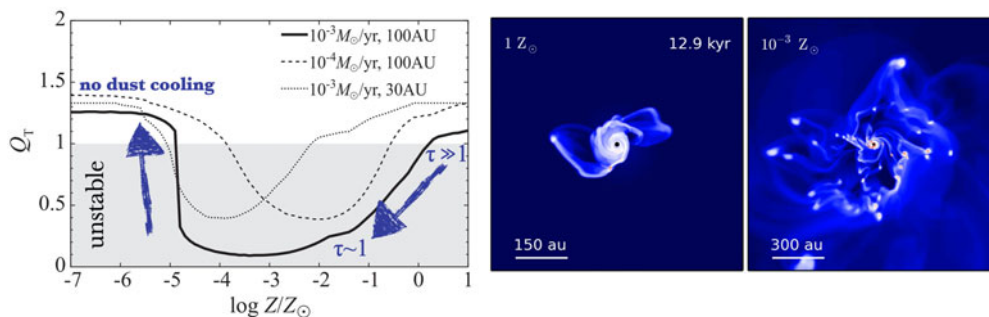 2
1.5
1
0.5
0
Q_T
unstable
10^{-3} M_⊙/yr, 100AU
10^{-4} M_⊙/yr, 100AU
10^{-3} M_⊙/yr, 30AU
no dust cooling
τ≫1
τ~1
-7 -6 -5 -4 -3 -2 -1 0 1
log Z/Z_⊙
1 Z_⊙ 12.9 kyr
150 au
10^{-3} Z_⊙
300 au